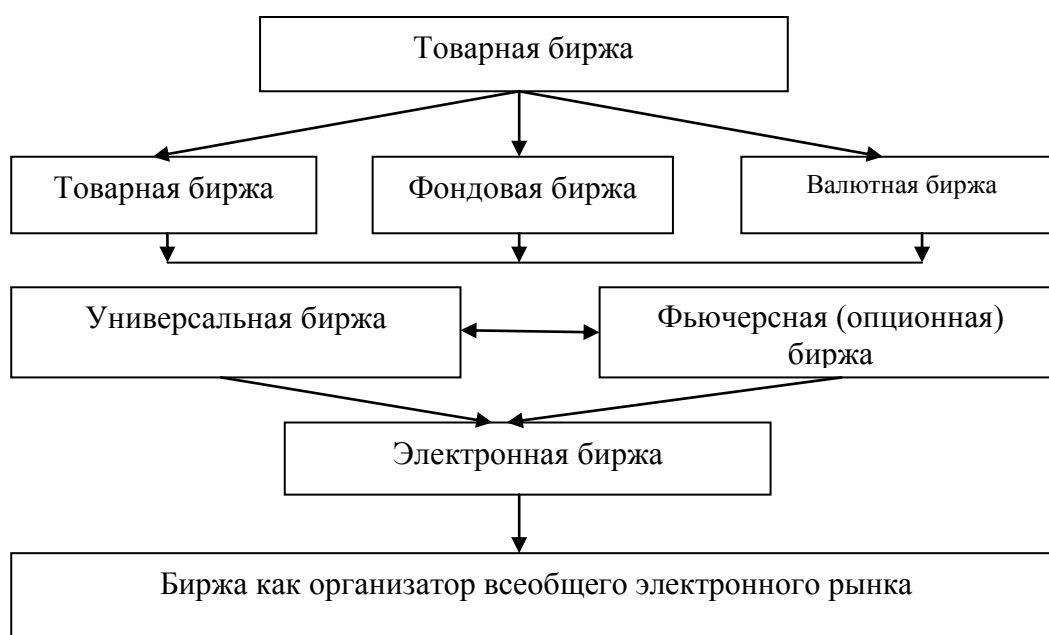 Товарная биржа
Товарная биржа
Фондовая биржа
Валютная биржа
Универсальная биржа
Фьючерсная (опционная)
биржа
Электронная биржа
Биржа как организатор всеобщего электронного рынка